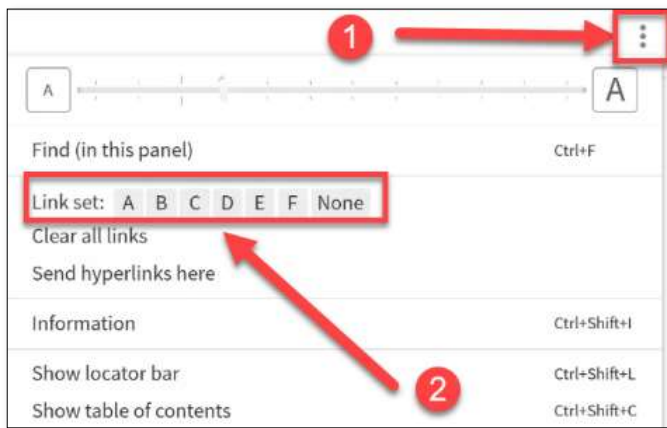 1
A A
Find (in this panel) Ctrl+F
Link set: A B C D E F None
Clear all links
Send hyperlinks here
Information Ctrl+Shift+I
Show locator bar Ctrl+Shift+L
2
Show table of contents Ctrl+Shift+C